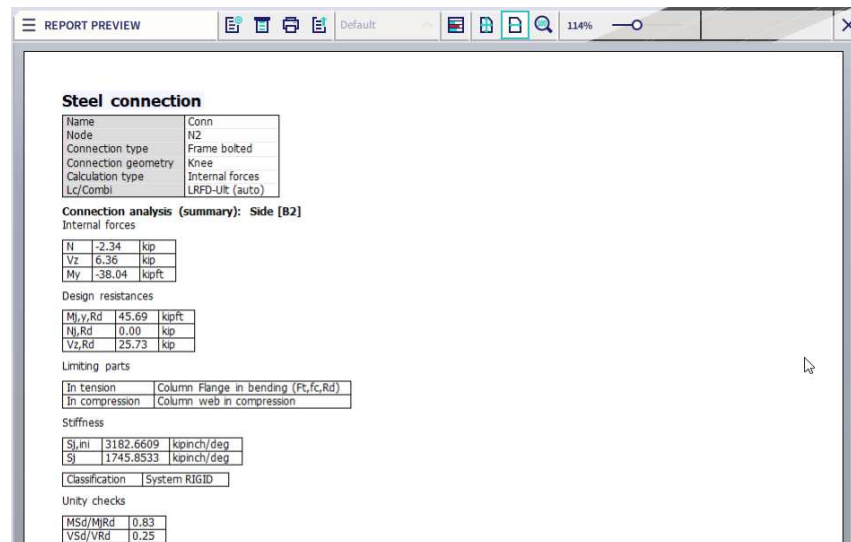 REPORT PREVIEW Default 114%
Steel connection
Name Conn
Node N2
Connection type Frame bolted
Connection geometry Knee
Calculation type Internal forces
Lc/Combi LRFD-Ult (auto)
Connection analysis (summary): Side [B2]
Internal forces
N -2.34 kip
Vz 6.36 kip
My -38.04 kipft
Design resistances
Mj,y,Rd 45.69 kipft
Nj,Rd 0.00 kip
Vz,Rd 25.73 kip
Limiting parts
In tension Column Flange in bending (Ft,fc,Rd)
In compression Column web in compression
Stiffness
Sj,ini 3182.6609 kipinch/deg
Sj 1745.8533 kipinch/deg
Classification System RIGID
Unity checks
MSd/MjRd 0.83
VSd/VRd 0.25